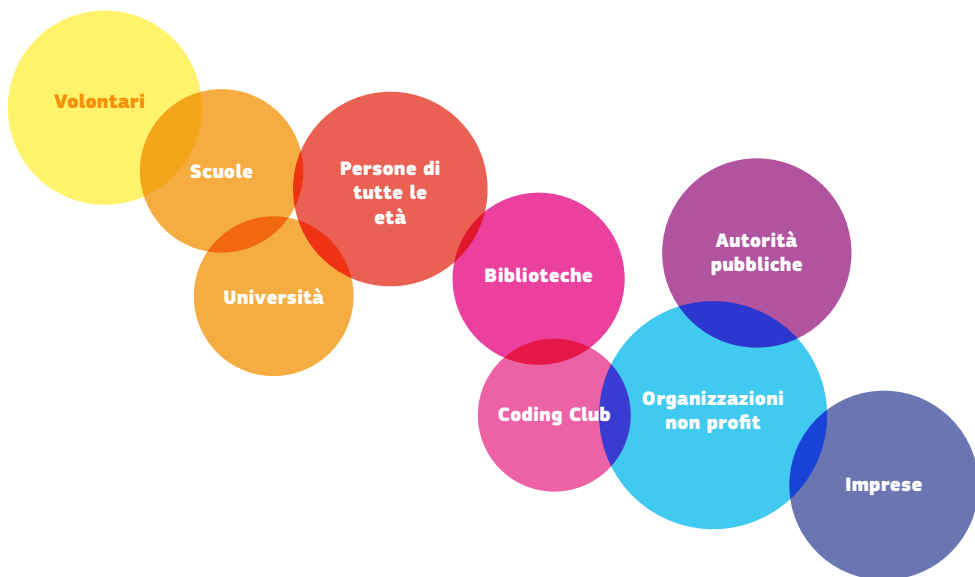 Volontari
Scuole
Persone di
tutte le
età
Università
Biblioteche
Autorità
pubbliche
Coding Club
Organizzazioni
non profit
Imprese